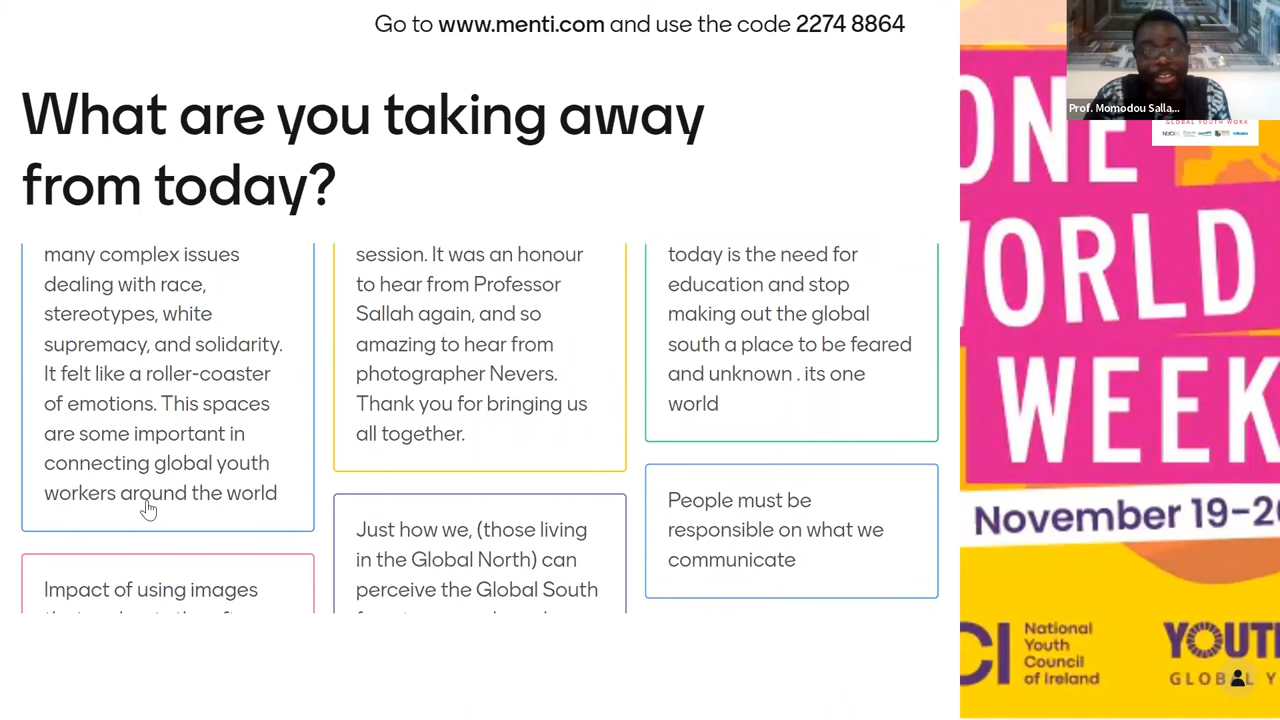 Go to www.menti.com and use the code 2274 8864
What are you taking away
from today?
many complex issues
dealing with race,
stereotypes, white
supremacy, and solidarity.
It felt like a roller-coaster
of emotions. This spaces
are some important in
connecting global youth
workers around the world
Impact of using images
session. It was an honour
to hear from Professor
Sallah again, and so
amazing to hear from
photographer Nevers.
Thank you for bringing us
all together.
Just how we, (those living
in the Global North) can
perceive the Global South
today is the need for
education and stop
making out the global
south a place to be feared
and unknown . its one
world
People must be
responsible on what we
communicate
Prof. Momodou Salla...
GLOBAL YOUTH WORK
ONE
WORLD
WEEK
November 19-2
CI
National
Youth
Council
of Ireland
YOUT
GLOBAL Y